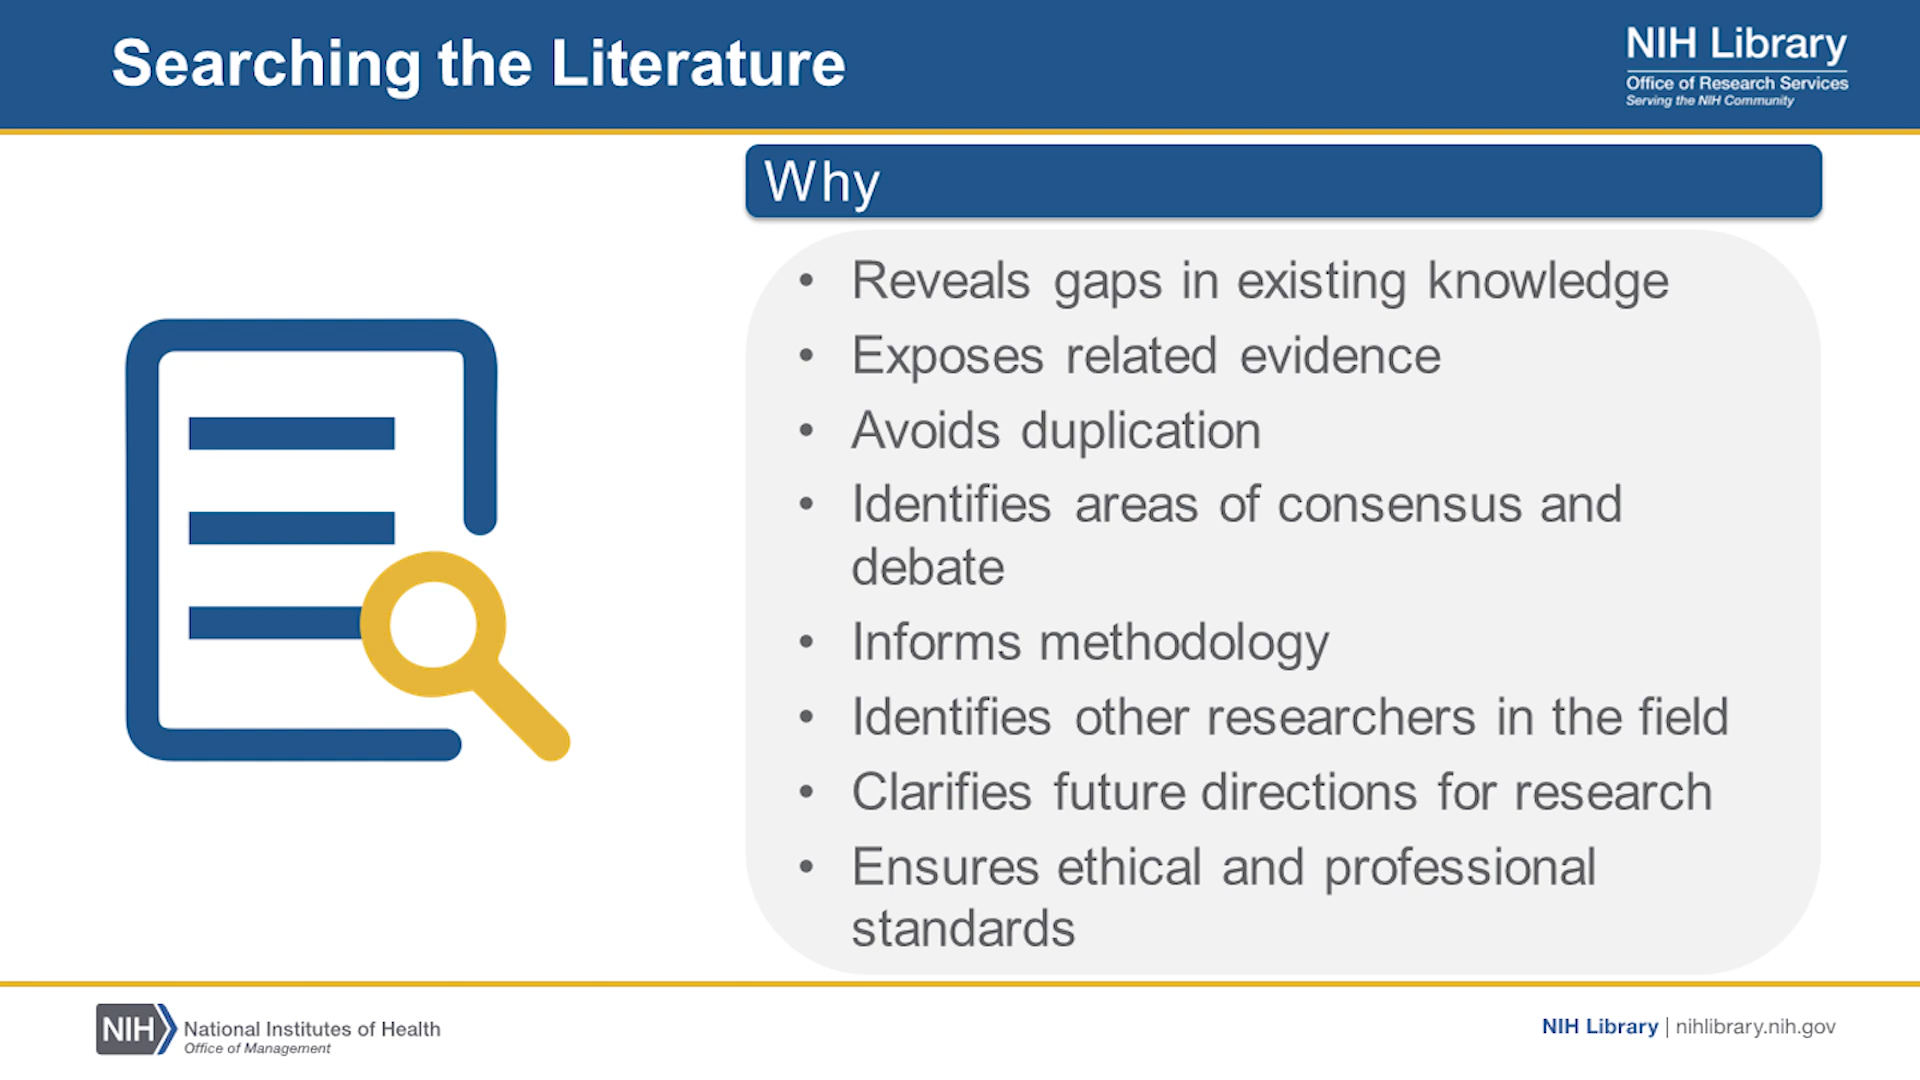 Searching the Literature
NIH Library
Office of Research Services
Serving the NIH Community
Why
• Reveals gaps in existing knowledge
• Exposes related evidence
• Avoids duplication
• Identifies areas of consensus and
debate
• Informs methodology
• Identifies other researchers in the field
• Clarifies future directions for research
• Ensures ethical and professional
standards
NIH National Institutes of Health
Office of Management
NIH Library | nihlibrary.nih.gov